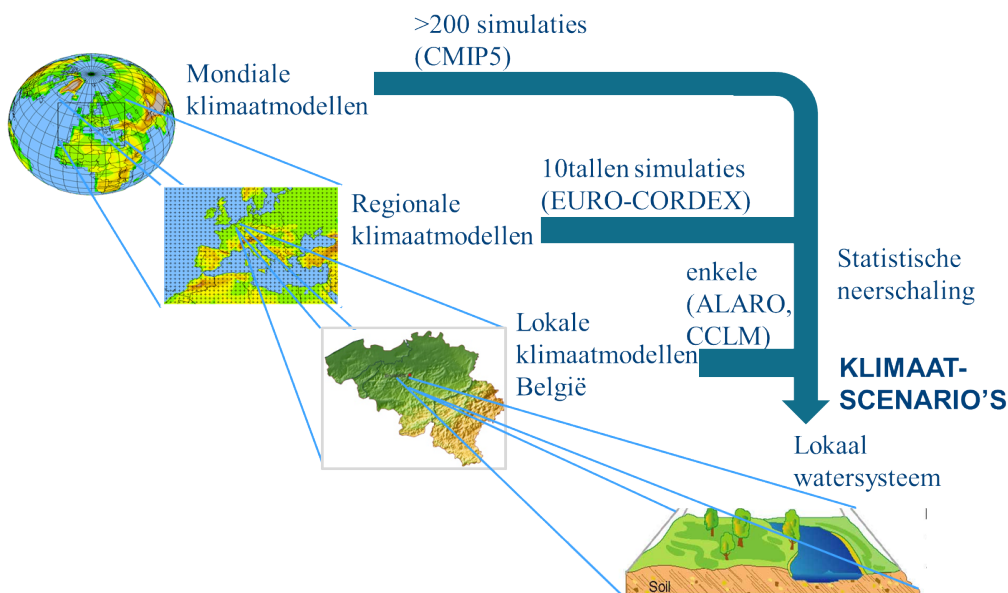 >200 simulaties
(CMIP5)
Mondiale
klimaatmodellen
10tallen simulaties
(EURO-CORDEX)
Regionale
klimaatmodellen
enkele
(ALARO,
CCLM)
Statistische
neerschaling
Lokale
klimaatmodellen
België
KLIMAAT-
SCENARIO'S
Lokaal
watersysteem
Soil